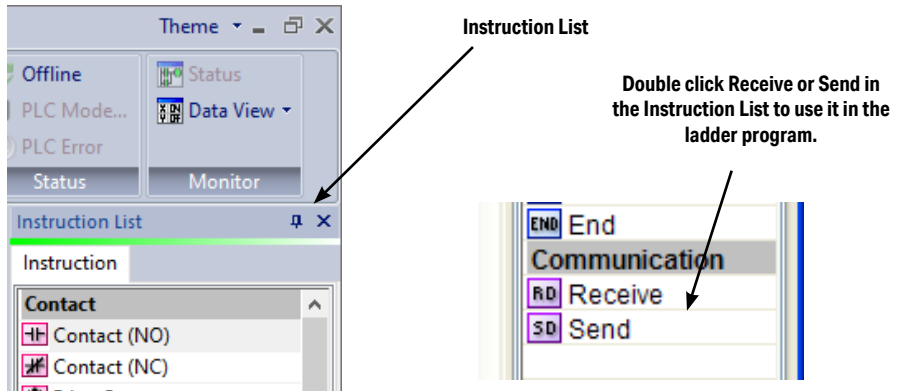 Theme
Instruction List
Offline
Status
PLC Mode...
Data View
PLC Error
Status
Monitor
Instruction List
Instruction
Contact
Contact (NO)
Contact (NC)
Double click Receive or Send in
the Instruction List to use it in the
ladder program.
END End
Communication
RD Receive
SD Send